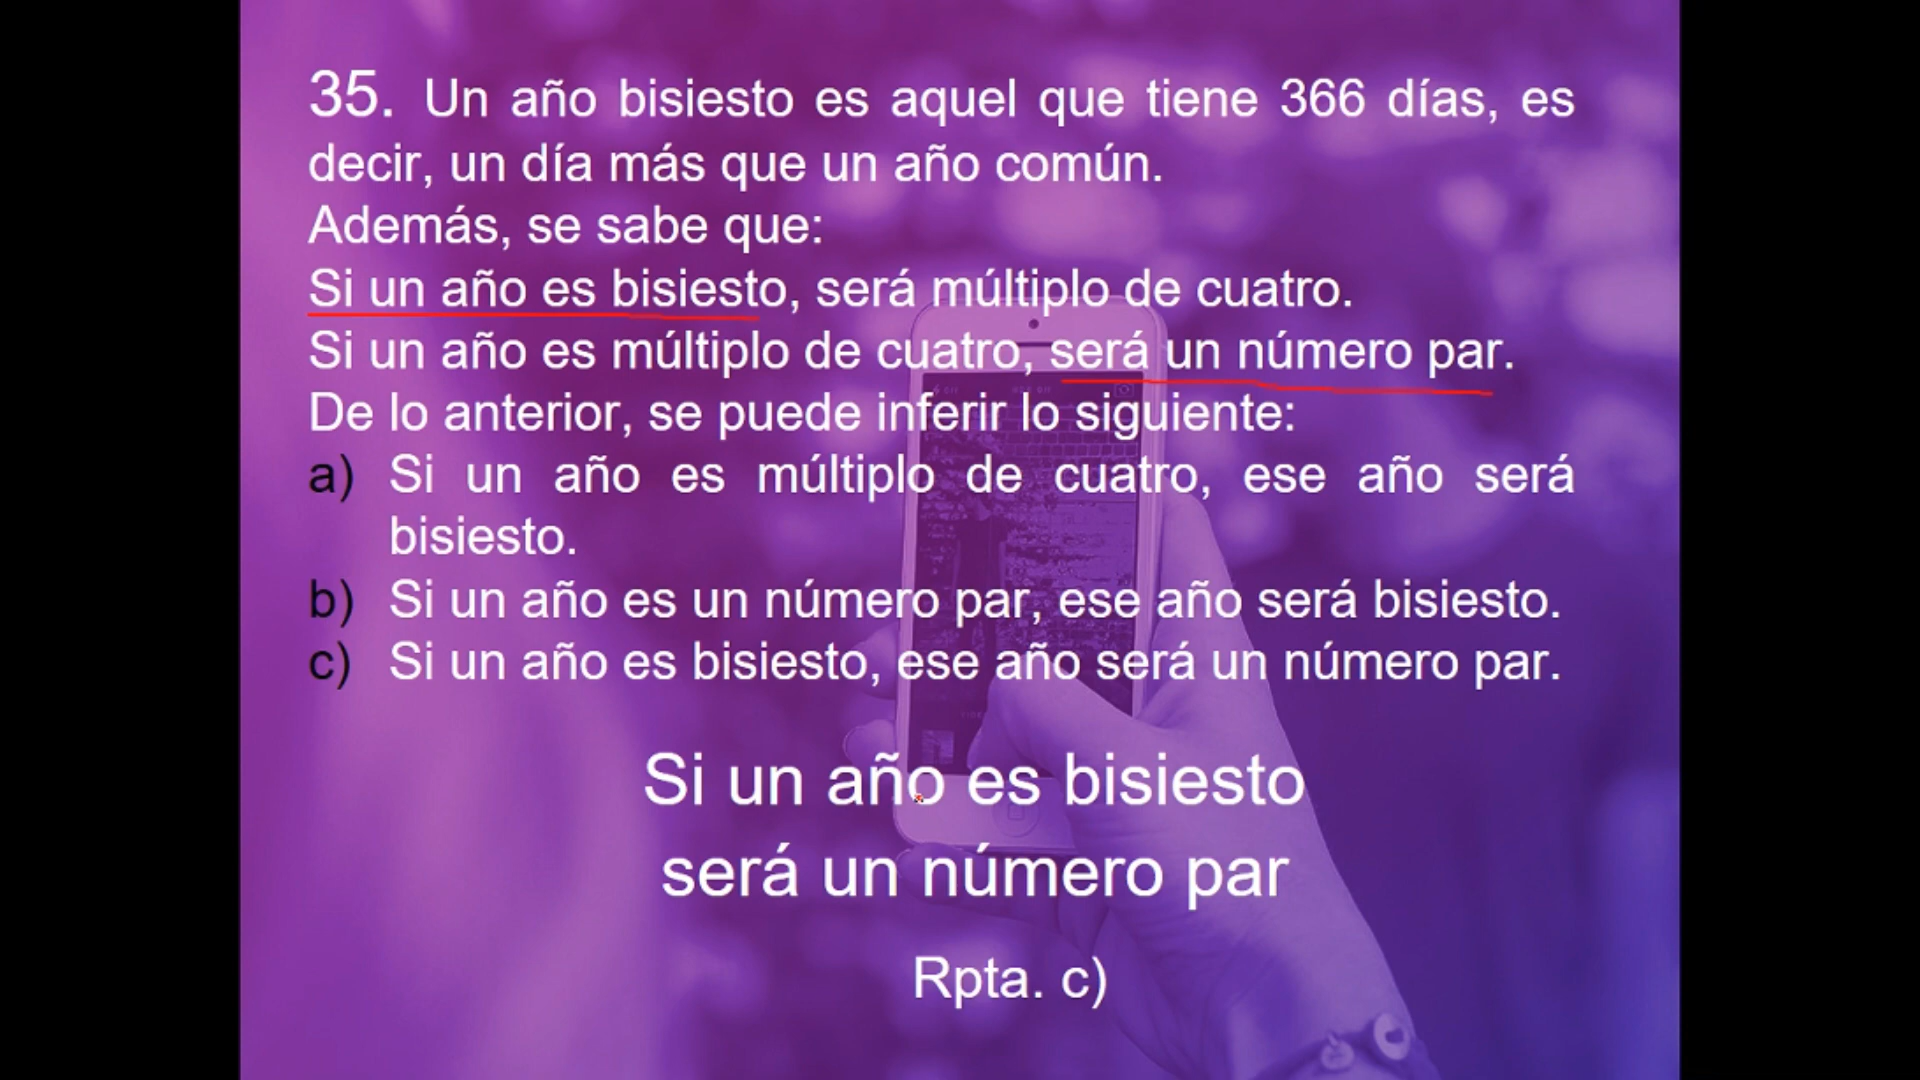 35. Un año bisiesto es aquel que tiene 366 días, es
decir, un día más que un año común.
Además, se sabe que:
Si un año es bisiesto, será múltiplo de cuatro.
Si un año es múltiplo de cuatro, será un número par.
De lo anterior, se puede inferir lo siguiente:
a) Si un año es múltiplo de cuatro, ese año será
bisiesto.
b) Si un año es un número par, ese año será bisiesto.
c) Si un año es bisiesto, ese año será un número par.
Si un año es bisiesto
será un número par
Rpta. c)